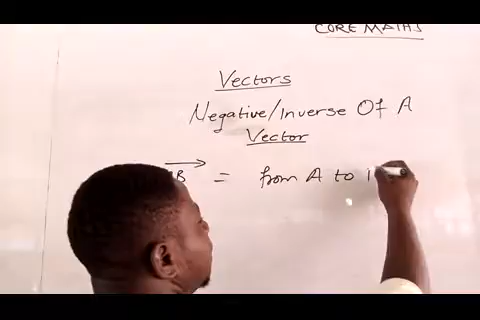 CORE MATHS
Vectors
Negative/Inverse Of A
Vector
B = from A to